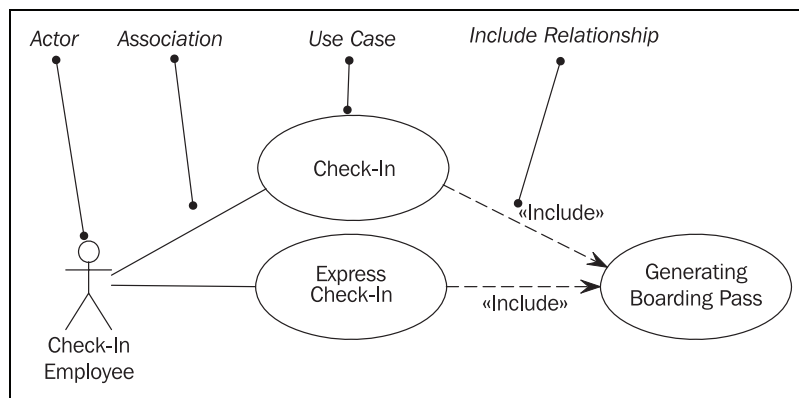 Actor
Association
Use Case
Include Relationship
Check-In
«Include»
Express
Check-In
«Include»
Generating
Boarding Pass
Check-In
Employee